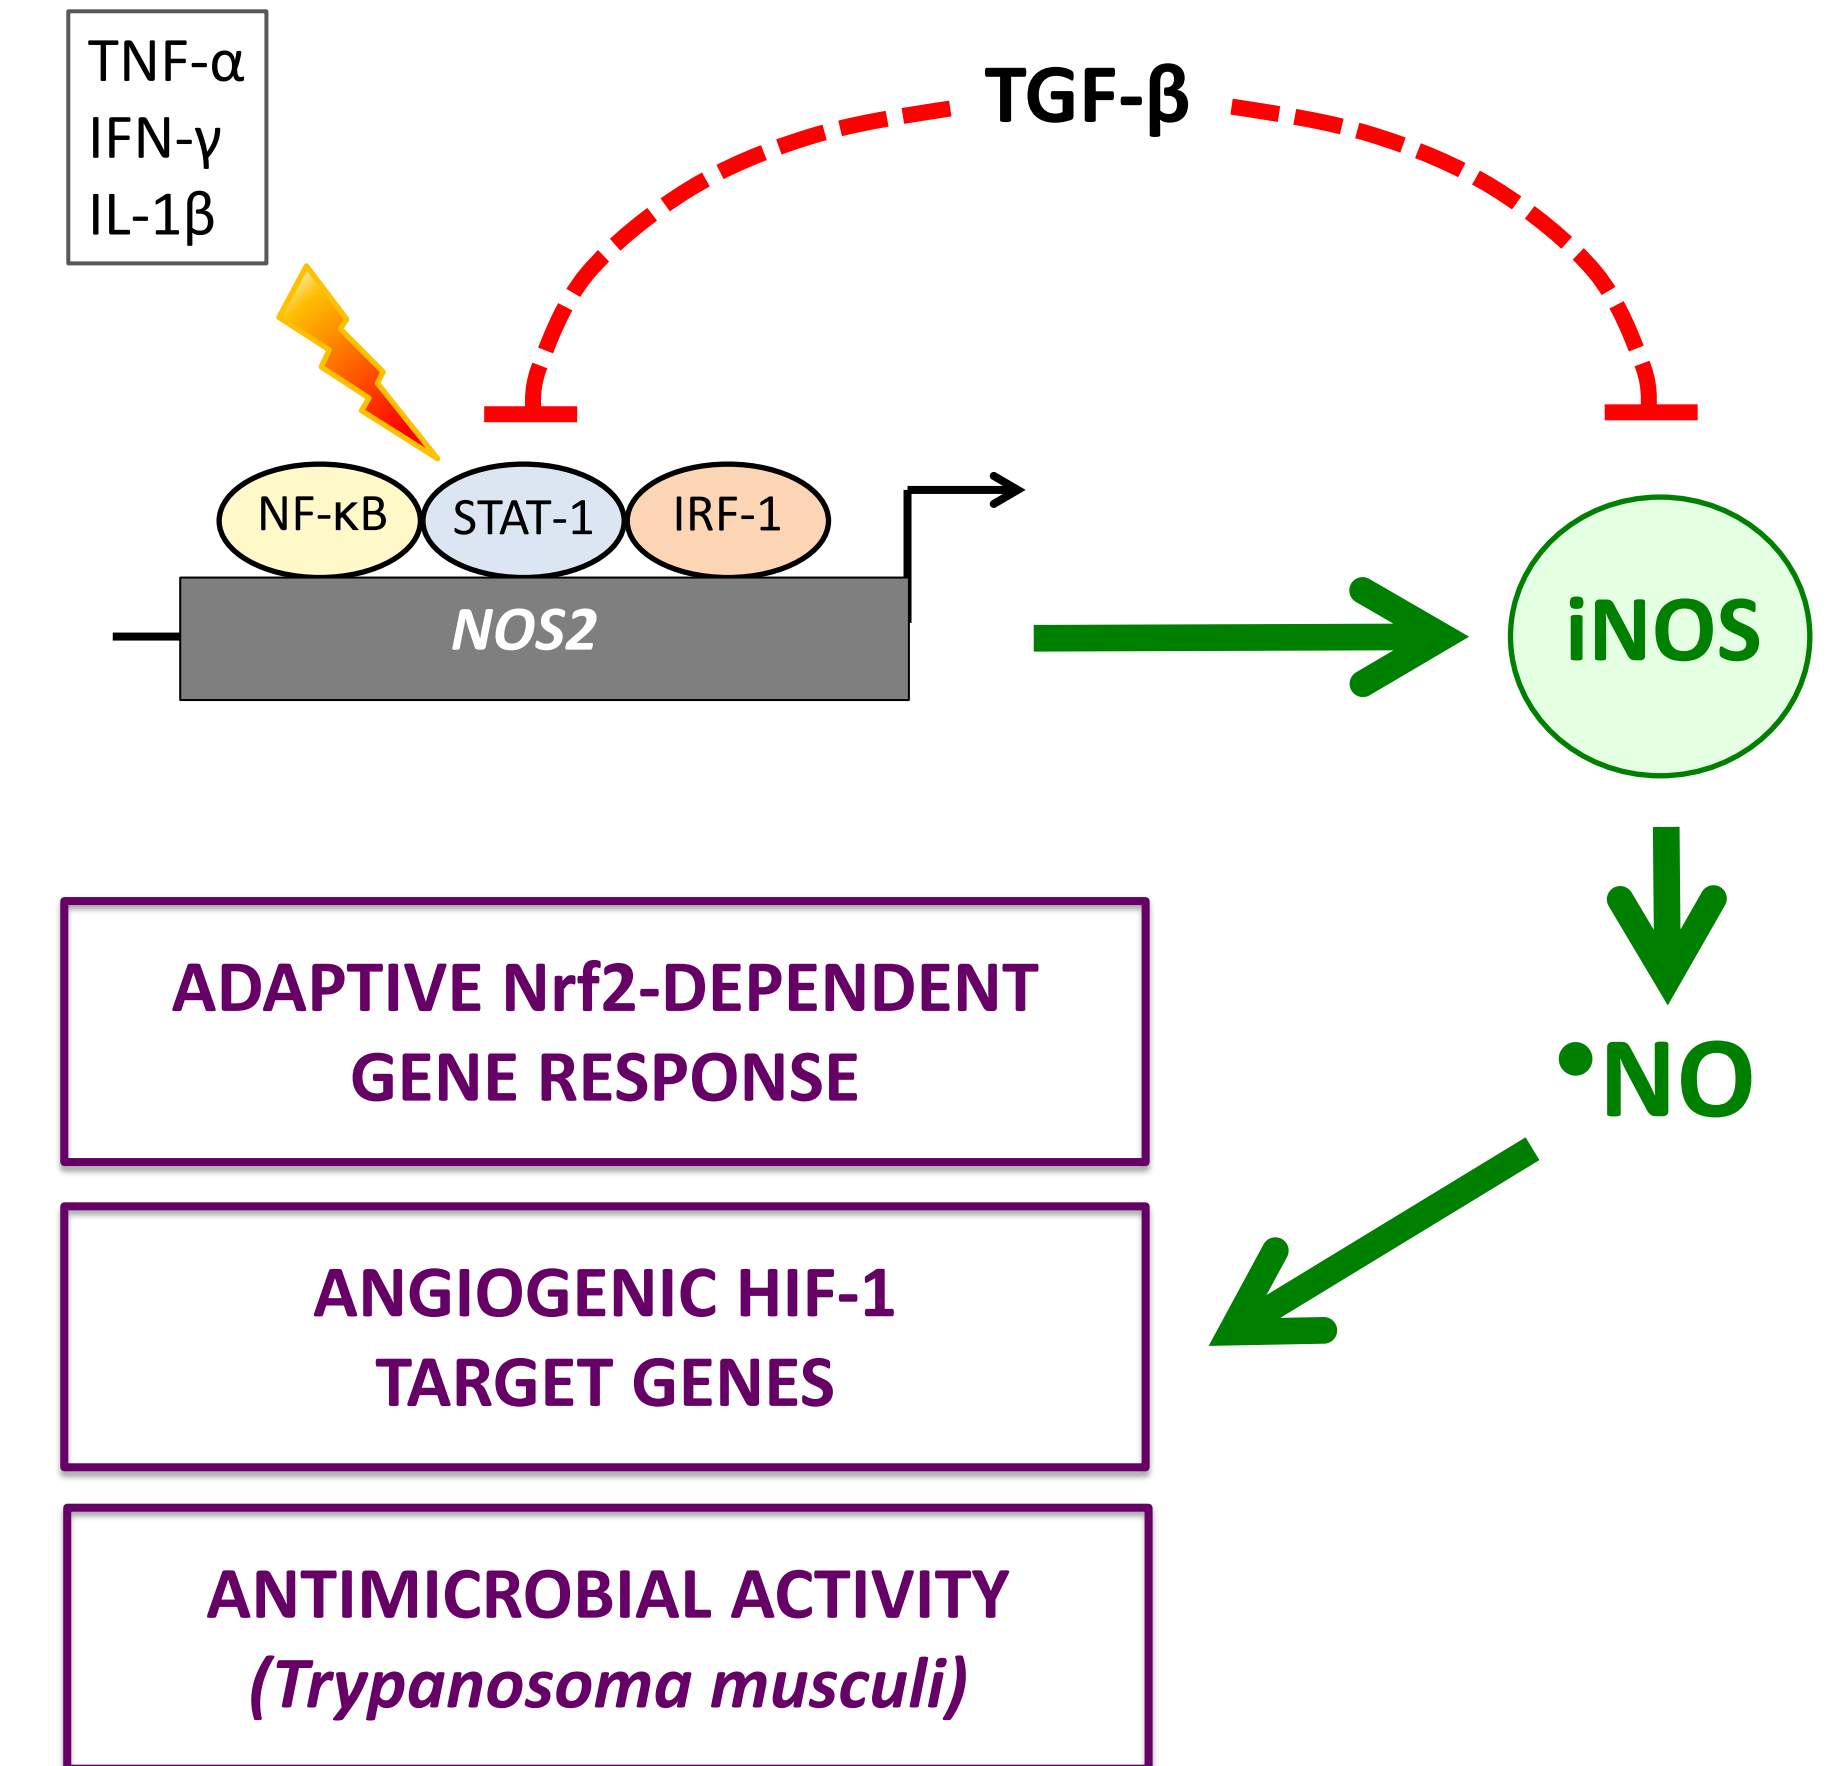 TNF-α
IFN-γ
IL-1β
TGF-β
NF-κB
STAT-1
IRF-1
NOS2
iNOS
•NO
ADAPTIVE Nrf2-DEPENDENT
GENE RESPONSE
ANGIOGENIC HIF-1
TARGET GENES
ANTIMICROBIAL ACTIVITY
(Trypanosoma musculi)